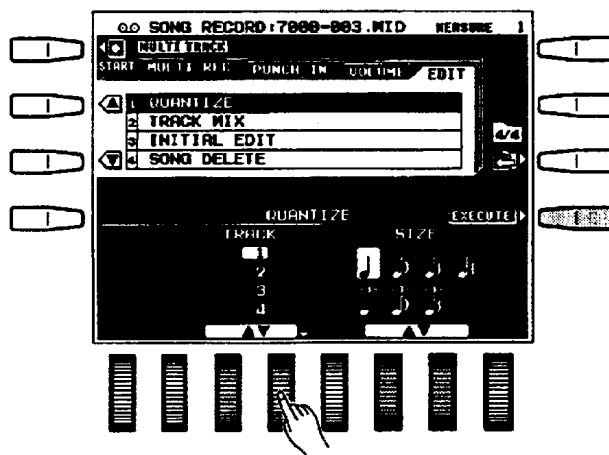 SONG RECORD:7000-003.MID MEASURE 1
MULTI TRACK
START MULTI REC PUNCH IN VOLUME EDIT
1 QUANTIZE
2 TRACK MIX
3 INITIAL EDIT
4 SONG DELETE
4/4
QUANTIZE EXECUTE
TRACK SIZE
1
2
3
4